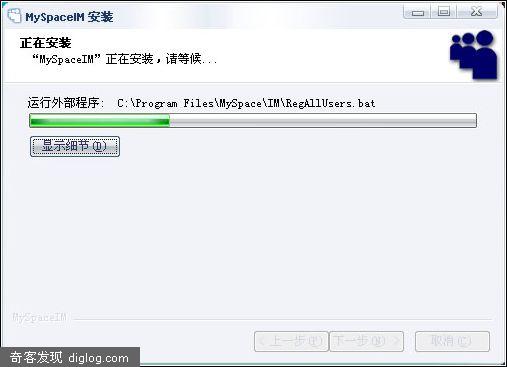 MySpaceIM 安装
正在安装
“MySpaceIM”正在安装，请等候...
运行外部程序: C:\Program Files\MySpace\IM\RegAllUsers.bat
显示细节(D)
MySpaceIM
< 上一步(P) 下一步(N) > 取消(C)
奇客发现 diglog.com